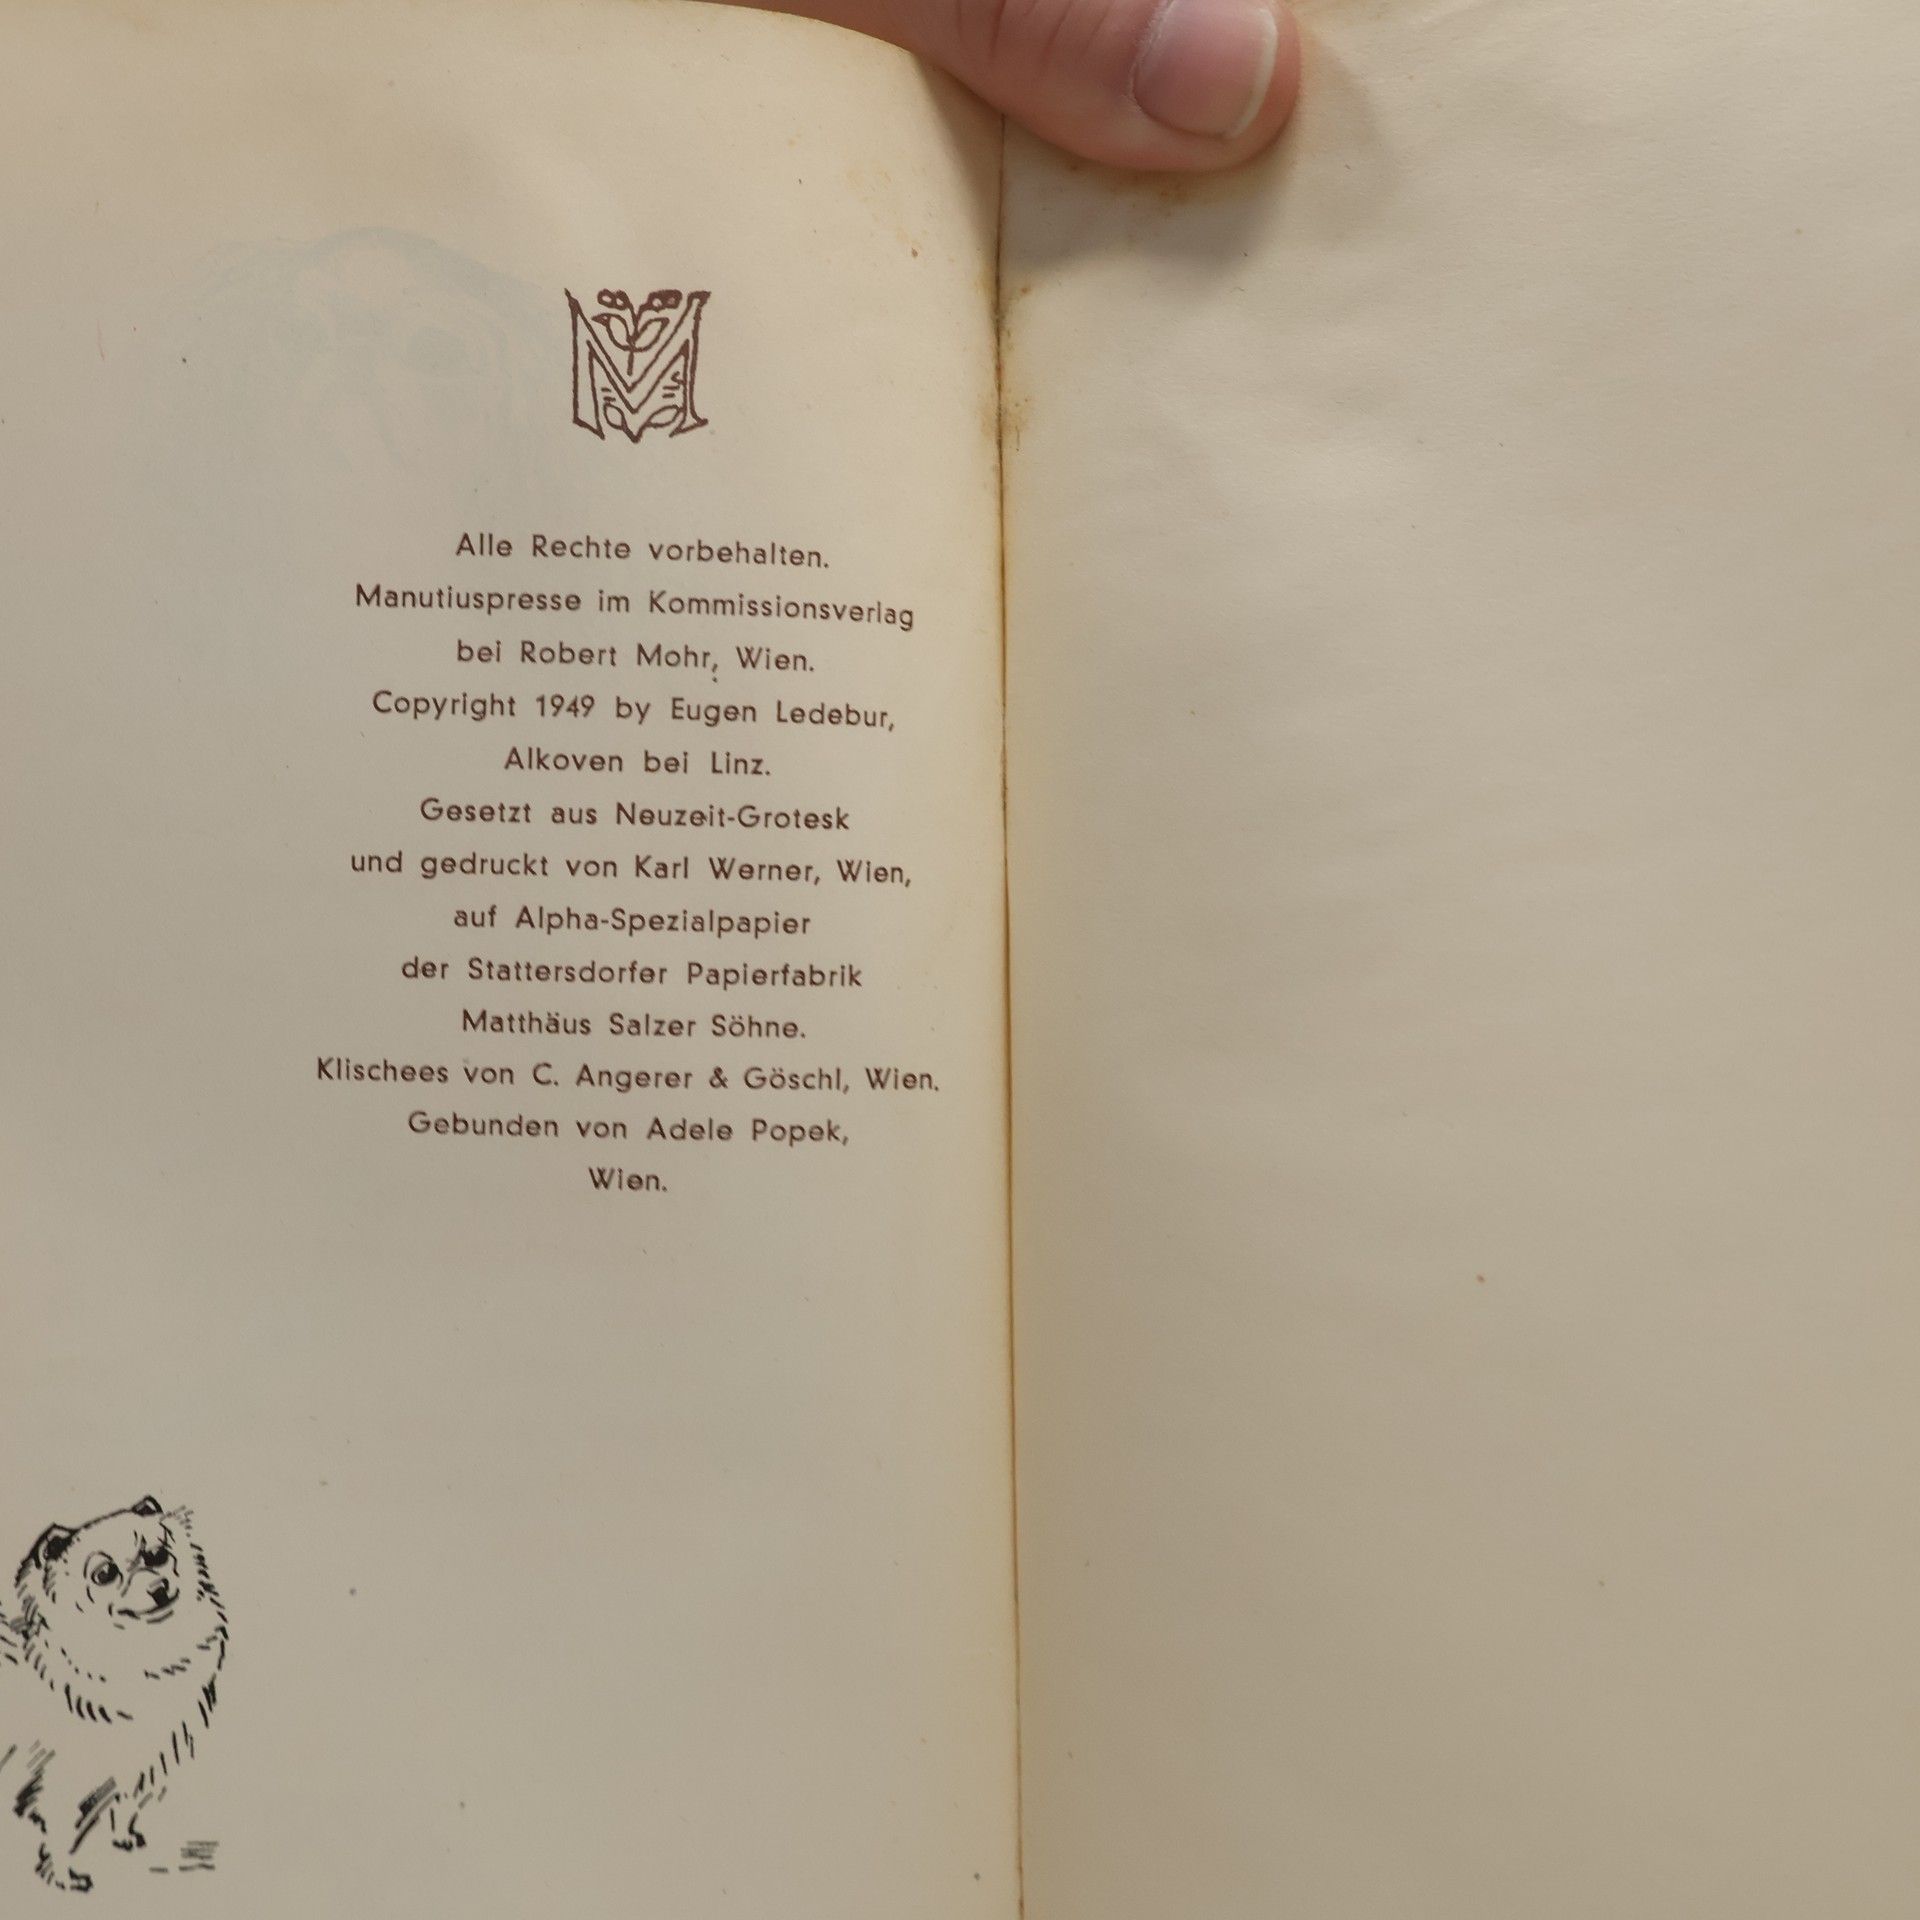 Alle Rechte vorbehalten.
Manutiuspresse im Kommissionsverlag
bei Robert Mohr, Wien.
Copyright 1949 by Eugen Ledebur,
Alkoven bei Linz.
Gesetzt aus Neuzeit-Grotesk
und gedruckt von Karl Werner, Wien,
auf Alpha-Spezialpapier
der Stattersdorfer Papierfabrik
Matthäus Salzer Söhne.
Klischees von C. Angerer & Göschl, Wien.
Gebunden von Adele Popek,
Wien.